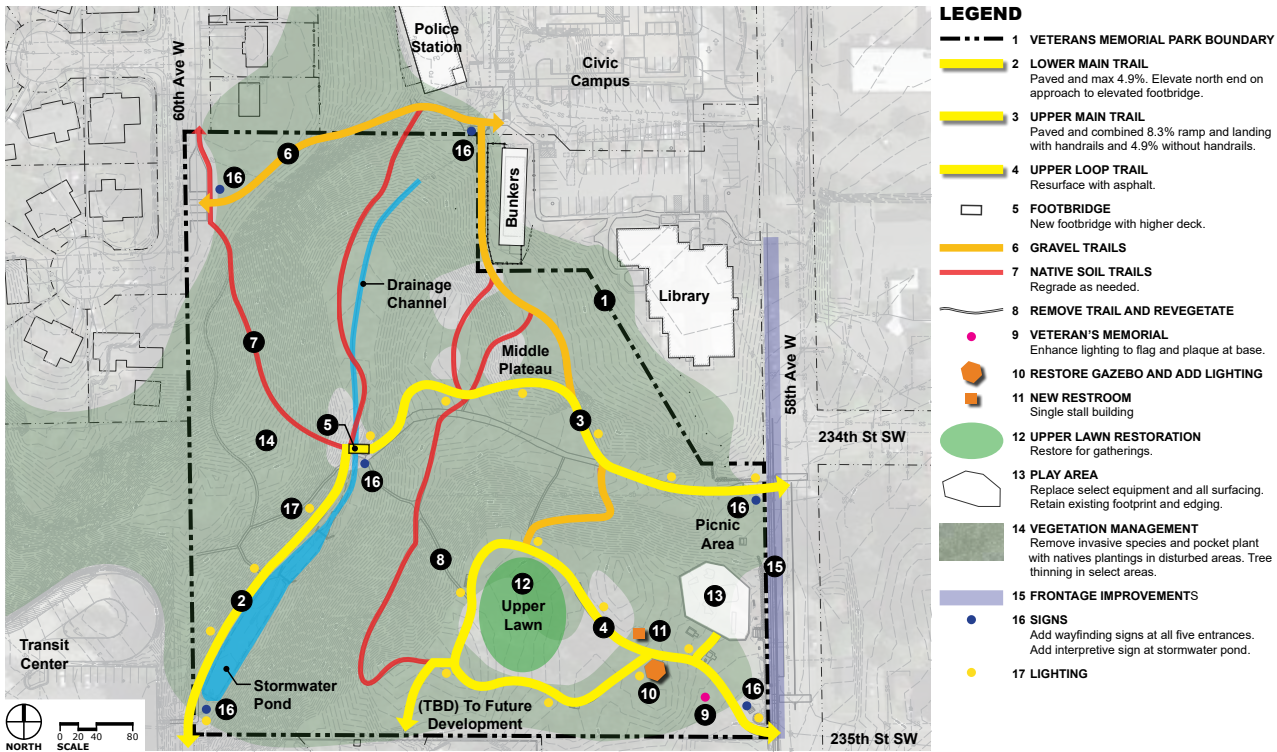 Police
Station
Civic
Campus
60th Ave W
6
16
16
Bunkers
Drainage
Channel
1
Library
7
Middle
Plateau
58th Ave W
5
3
234th St SW
14
16
17
16
Picnic
Area
8
15
12
13
2
Upper
Lawn
4
11
Transit
Center
Stormwater
Pond
10
16
16
9
(TBD) To Future
Development
235th St SW
NORTH
0 20 40 80
SCALE
LEGEND
1 VETERANS MEMORIAL PARK BOUNDARY
2 LOWER MAIN TRAIL
Paved and max 4.9%. Elevate north end on
approach to elevated footbridge.
3 UPPER MAIN TRAIL
Paved and combined 8.3% ramp and landing
with handrails and 4.9% without handrails.
4 UPPER LOOP TRAIL
Resurface with asphalt.
5 FOOTBRIDGE
New footbridge with higher deck.
6 GRAVEL TRAILS
7 NATIVE SOIL TRAILS
Regrade as needed.
8 REMOVE TRAIL AND REVEGETATE
9 VETERAN'S MEMORIAL
Enhance lighting to flag and plaque at base.
10 RESTORE GAZEBO AND ADD LIGHTING
11 NEW RESTROOM
Single stall building
12 UPPER LAWN RESTORATION
Restore for gatherings.
13 PLAY AREA
Replace select equipment and all surfacing.
Retain existing footprint and edging.
14 VEGETATION MANAGEMENT
Remove invasive species and pocket plant
with natives plantings in disturbed areas. Tree
thinning in select areas.
15 FRONTAGE IMPROVEMENTS
16 SIGNS
Add wayfinding signs at all five entrances.
Add interpretive sign at stormwater pond.
17 LIGHTING